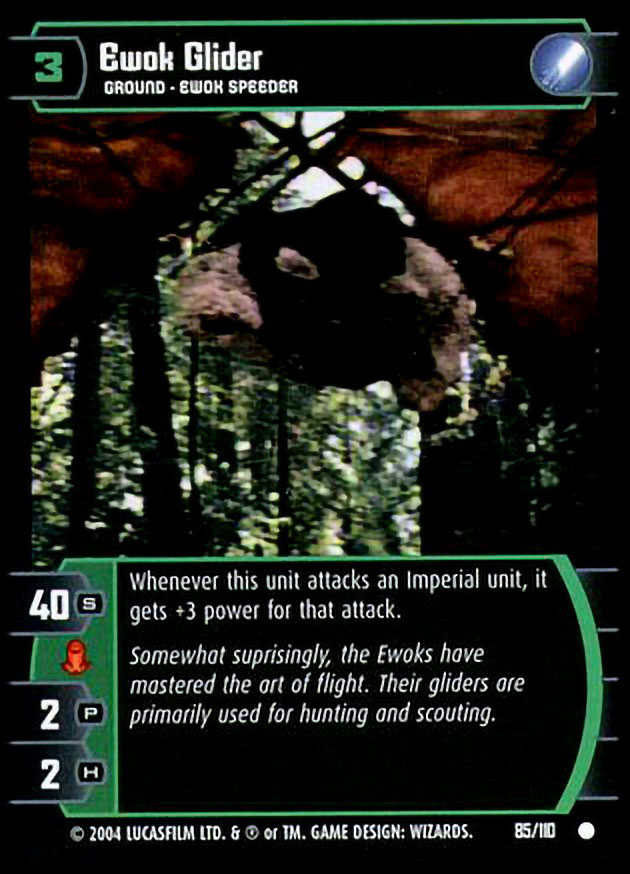 3
Ewok Glider
GROUND - EWOK SPEEDER
Whenever this unit attacks an Imperial unit, it
gets +3 power for that attack.
Somewhat suprisingly, the Ewoks have
mastered the art of flight. Their gliders are
primarily used for hunting and scouting.
40 S
2 P
2 H
© 2004 LUCASFILM LTD. & ® or TM. GAME DESIGN: WIZARDS.
85/110